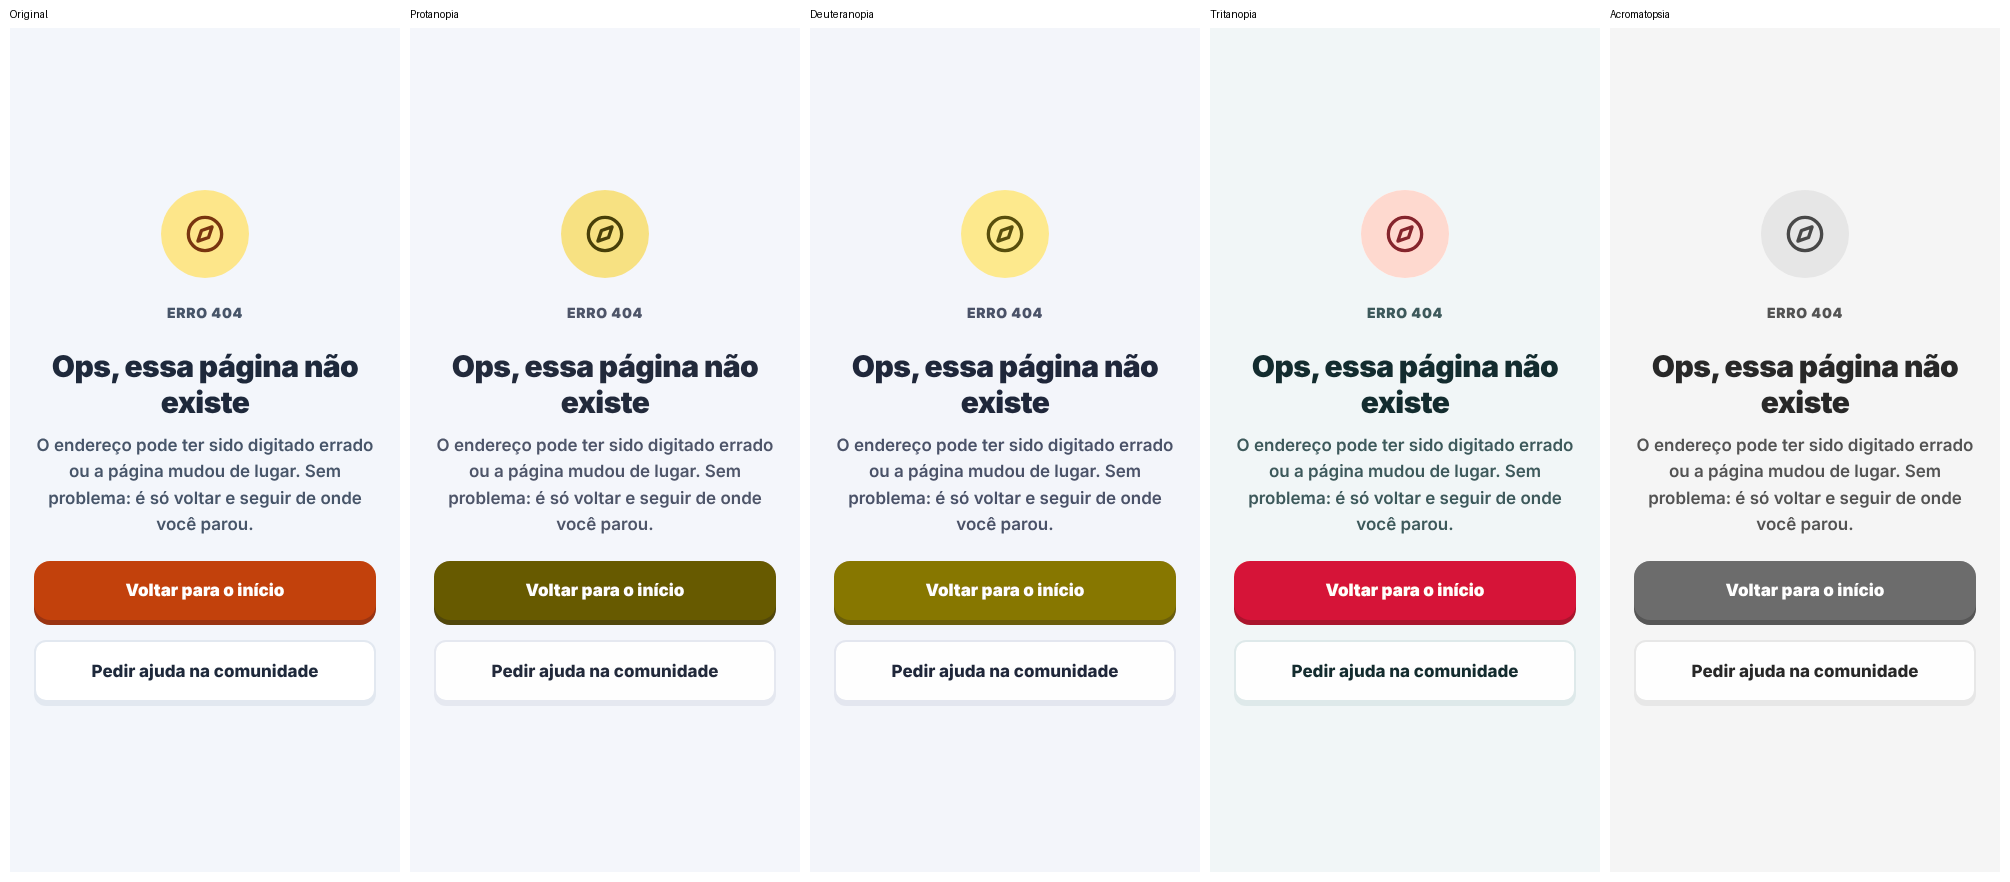 Original
ERRO 404
Ops, essa página não
existe
O endereço pode ter sido digitado errado
ou a página mudou de lugar. Sem
problema: é só voltar e seguir de onde
você parou.
Voltar para o início
Pedir ajuda na comunidade
Protanopia
ERRO 404
Ops, essa página não
existe
O endereço pode ter sido digitado errado
ou a página mudou de lugar. Sem
problema: é só voltar e seguir de onde
você parou.
Voltar para o início
Pedir ajuda na comunidade
Deuteranopia
ERRO 404
Ops, essa página não
existe
O endereço pode ter sido digitado errado
ou a página mudou de lugar. Sem
problema: é só voltar e seguir de onde
você parou.
Voltar para o início
Pedir ajuda na comunidade
Tritanopia
ERRO 404
Ops, essa página não
existe
O endereço pode ter sido digitado errado
ou a página mudou de lugar. Sem
problema: é só voltar e seguir de onde
você parou.
Voltar para o início
Pedir ajuda na comunidade
Acromatopsia
ERRO 404
Ops, essa página não
existe
O endereço pode ter sido digitado errado
ou a página mudou de lugar. Sem
problema: é só voltar e seguir de onde
você parou.
Voltar para o início
Pedir ajuda na comunidade